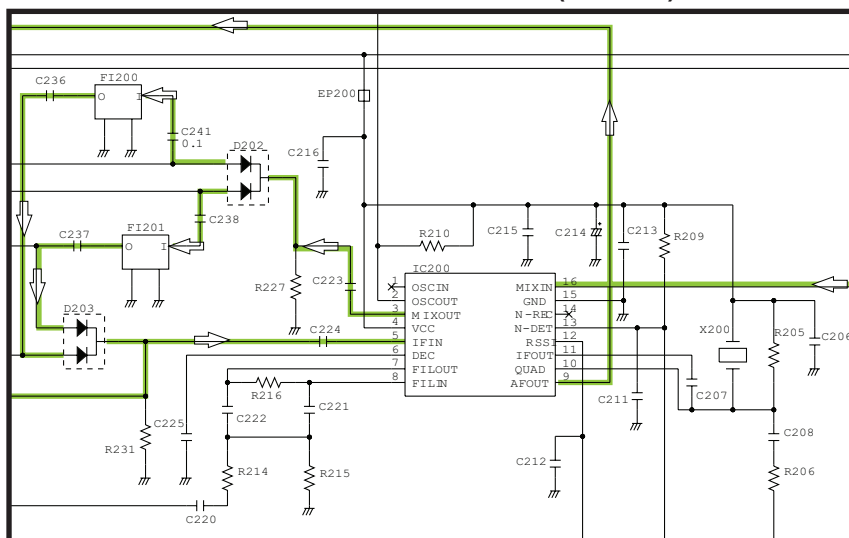 C236
FI200
O
I
EP200
C241
0.1
D202
C216
C238
C237
FI201
O
I
R210
C215
C214
+
C213
R209
IC200
R227
C223
1
OSCIN
MIXIN
16
2
OSCOUT
GND
15
3
MIXOUT
N-REC
14
4
VCC
N-DET
13
5
IFIN
RSSI
12
6
DEC
IFOUT
11
7
FILOUT
QUAD
10
8
FILIN
AFOUT
9
D203
C224
X200
R205
C206
R216
C222
C221
C225
R231
C211
C207
C208
R214
R215
C212
R206
C220